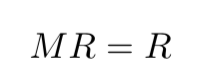 MR = R